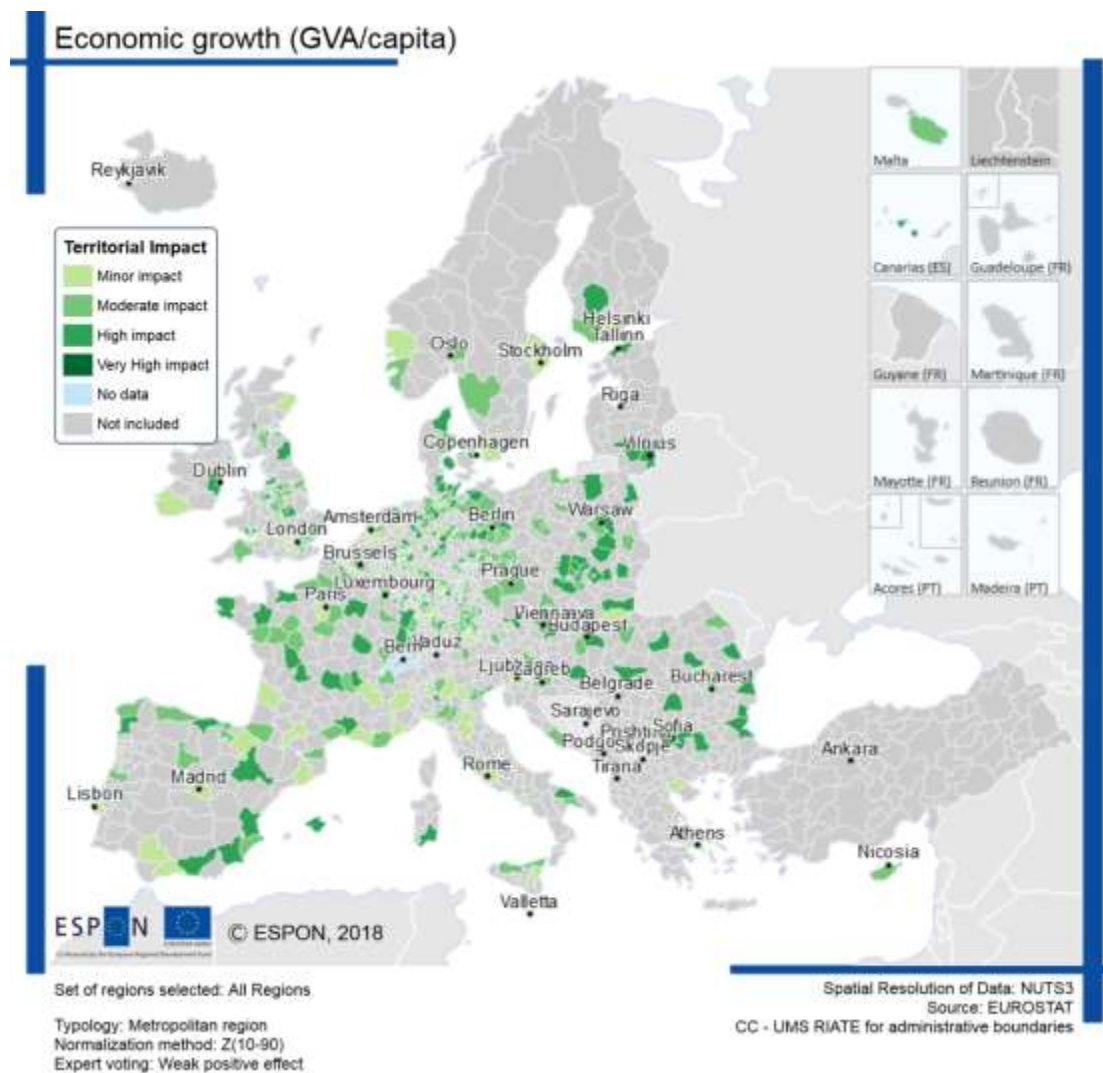 Economic growth (GVA/capita)
Reykjavik
Malta
Liechtenstein
Canarias (ES)
Guadeloupe (FR)
Guyane (FR)
Martinique (FR)
Mayotte (FR)
Reunion (FR)
Acores (PT)
Madeira (PT)
Territorial Impact
Minor impact
Moderate impact
High impact
Very High impact
No data
Not included
Helsinki
Tallinn
Oslo
Stockholm
Riga
Copenhagen
Vilnius
Dublin
Amsterdam
Berlin
Warsaw
London
Brussels
Prague
Luxembourg
Paris
Vienna
Budapest
Bern
Vaduz
Zagreb
Belgrade
Bucharest
Sarajevo
Sofia
Skopje
Tirana
Rome
Madrid
Lisbon
Ankara
Athens
Nicosia
Valletta
ESPON
© ESPON, 2018
Set of regions selected: All Regions
Typology: Metropolitan region
Normalization method: Z(10-90)
Expert voting: Weak positive effect
Spatial Resolution of Data: NUTS3
Source: EUROSTAT
CC - UMS RIATE for administrative boundaries